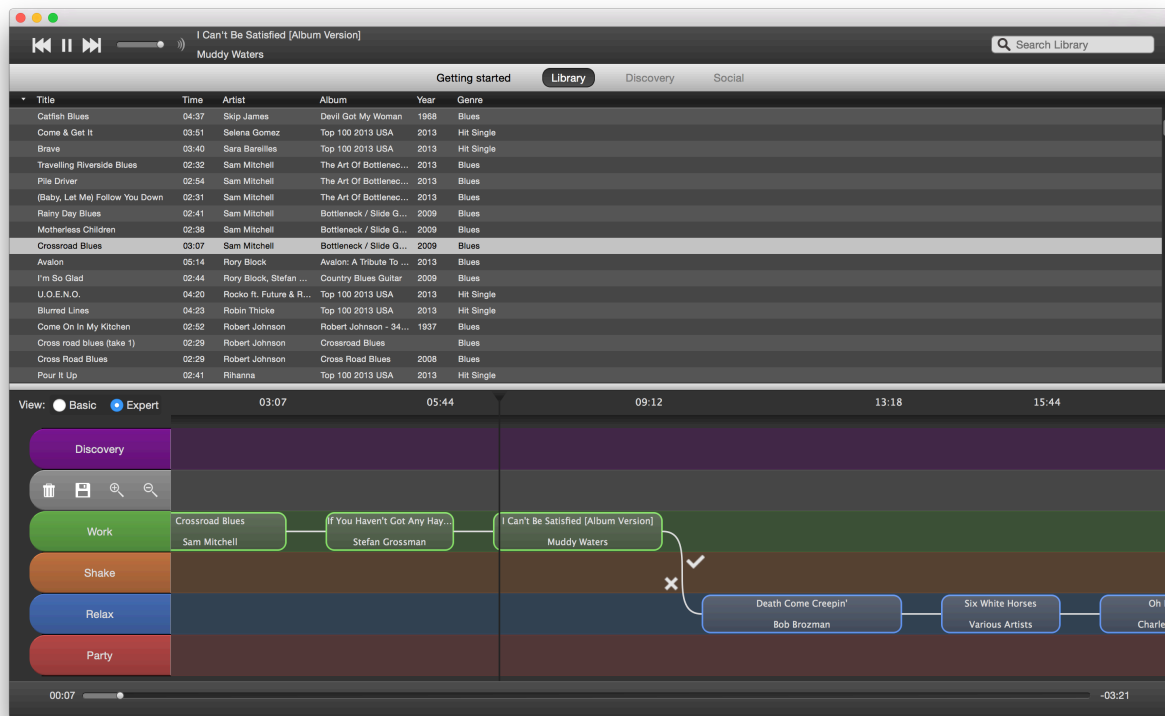 I Can't Be Satisfied [Album Version]
Muddy Waters
Search Library
Getting started Library Discovery Social
Title Time Artist Album Year Genre
Catfish Blues 04:37 Skip James Devil Got My Woman 1968 Blues
Come & Get It 03:51 Selena Gomez Top 100 2013 USA 2013 Hit Single
Brave 03:40 Sara Bareilles Top 100 2013 USA 2013 Hit Single
Travelling Riverside Blues 02:32 Sam Mitchell The Art Of Bottlenec... 2013 Blues
Pile Driver 02:54 Sam Mitchell The Art Of Bottlenec... 2013 Blues
(Baby, Let Me) Follow You Down 02:31 Sam Mitchell The Art Of Bottlenec... 2013 Blues
Rainy Day Blues 02:41 Sam Mitchell Bottleneck / Slide G... 2009 Blues
Motherless Children 02:38 Sam Mitchell Bottleneck / Slide G... 2009 Blues
Crossroad Blues 03:07 Sam Mitchell Bottleneck / Slide G... 2009 Blues
Avalon 05:14 Rory Block Avalon: A Tribute To ... 2013 Blues
I'm So Glad 02:44 Rory Block, Stefan ... Country Blues Guitar 2009 Blues
U.O.E.N.O. 04:20 Rocko ft. Future & R... Top 100 2013 USA 2013 Hit Single
Blurred Lines 04:23 Robin Thicke Top 100 2013 USA 2013 Hit Single
Come On In My Kitchen 02:52 Robert Johnson Robert Johnson - 34... 1937 Blues
Cross road blues (take 1) 02:29 Robert Johnson Crossroad Blues Blues
Cross Road Blues 02:29 Robert Johnson Cross Road Blues 2008 Blues
Pour It Up 02:41 Rihanna Top 100 2013 USA 2013 Hit Single
View: Basic Expert 03:07 05:44 09:12 13:18 15:44
Discovery
Work
Crossroad Blues
Sam Mitchell
If You Haven't Got Any Hay...
Stefan Grossman
I Can't Be Satisfied [Album Version]
Muddy Waters
Shake
Relax
Death Come Creepin'
Bob Brozman
Six White Horses
Various Artists
Oh
Charle
Party
00:07 -03:21